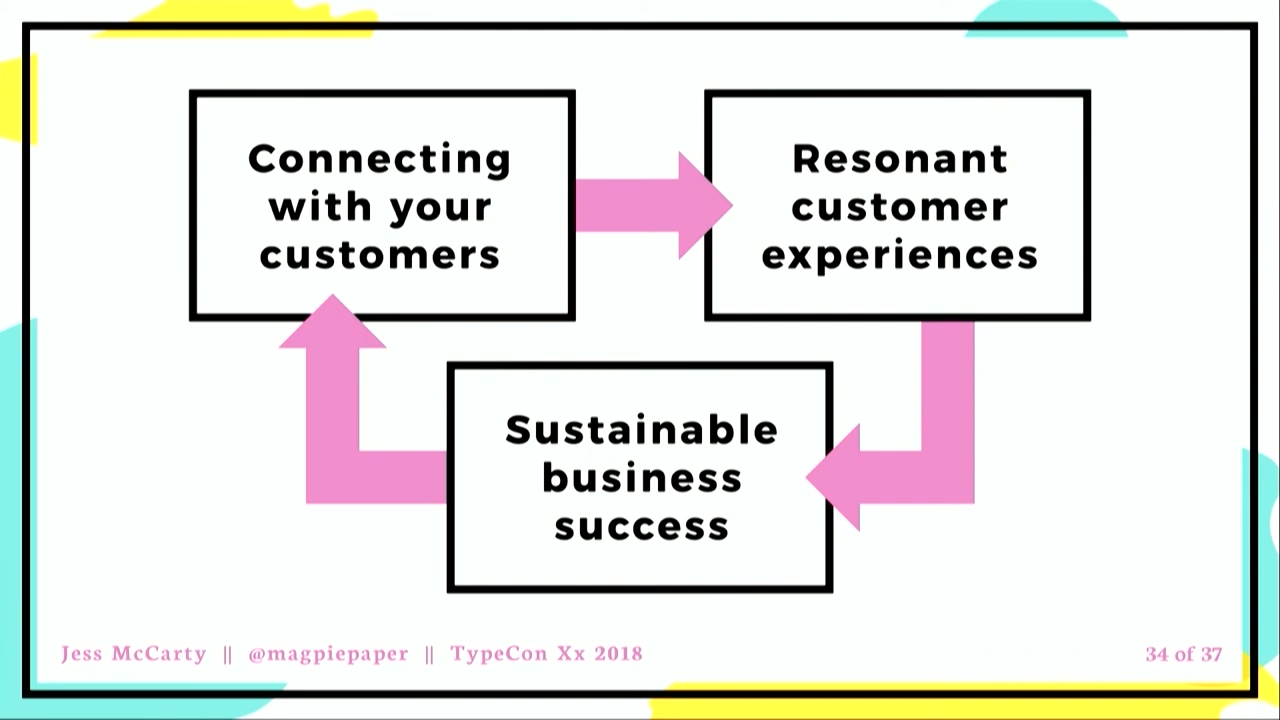 Connecting
with your
customers
Resonant
customer
experiences
Sustainable
business
success
Jess McCarty || @magpiepaper || TypeCon Xx 2018
34 of 37